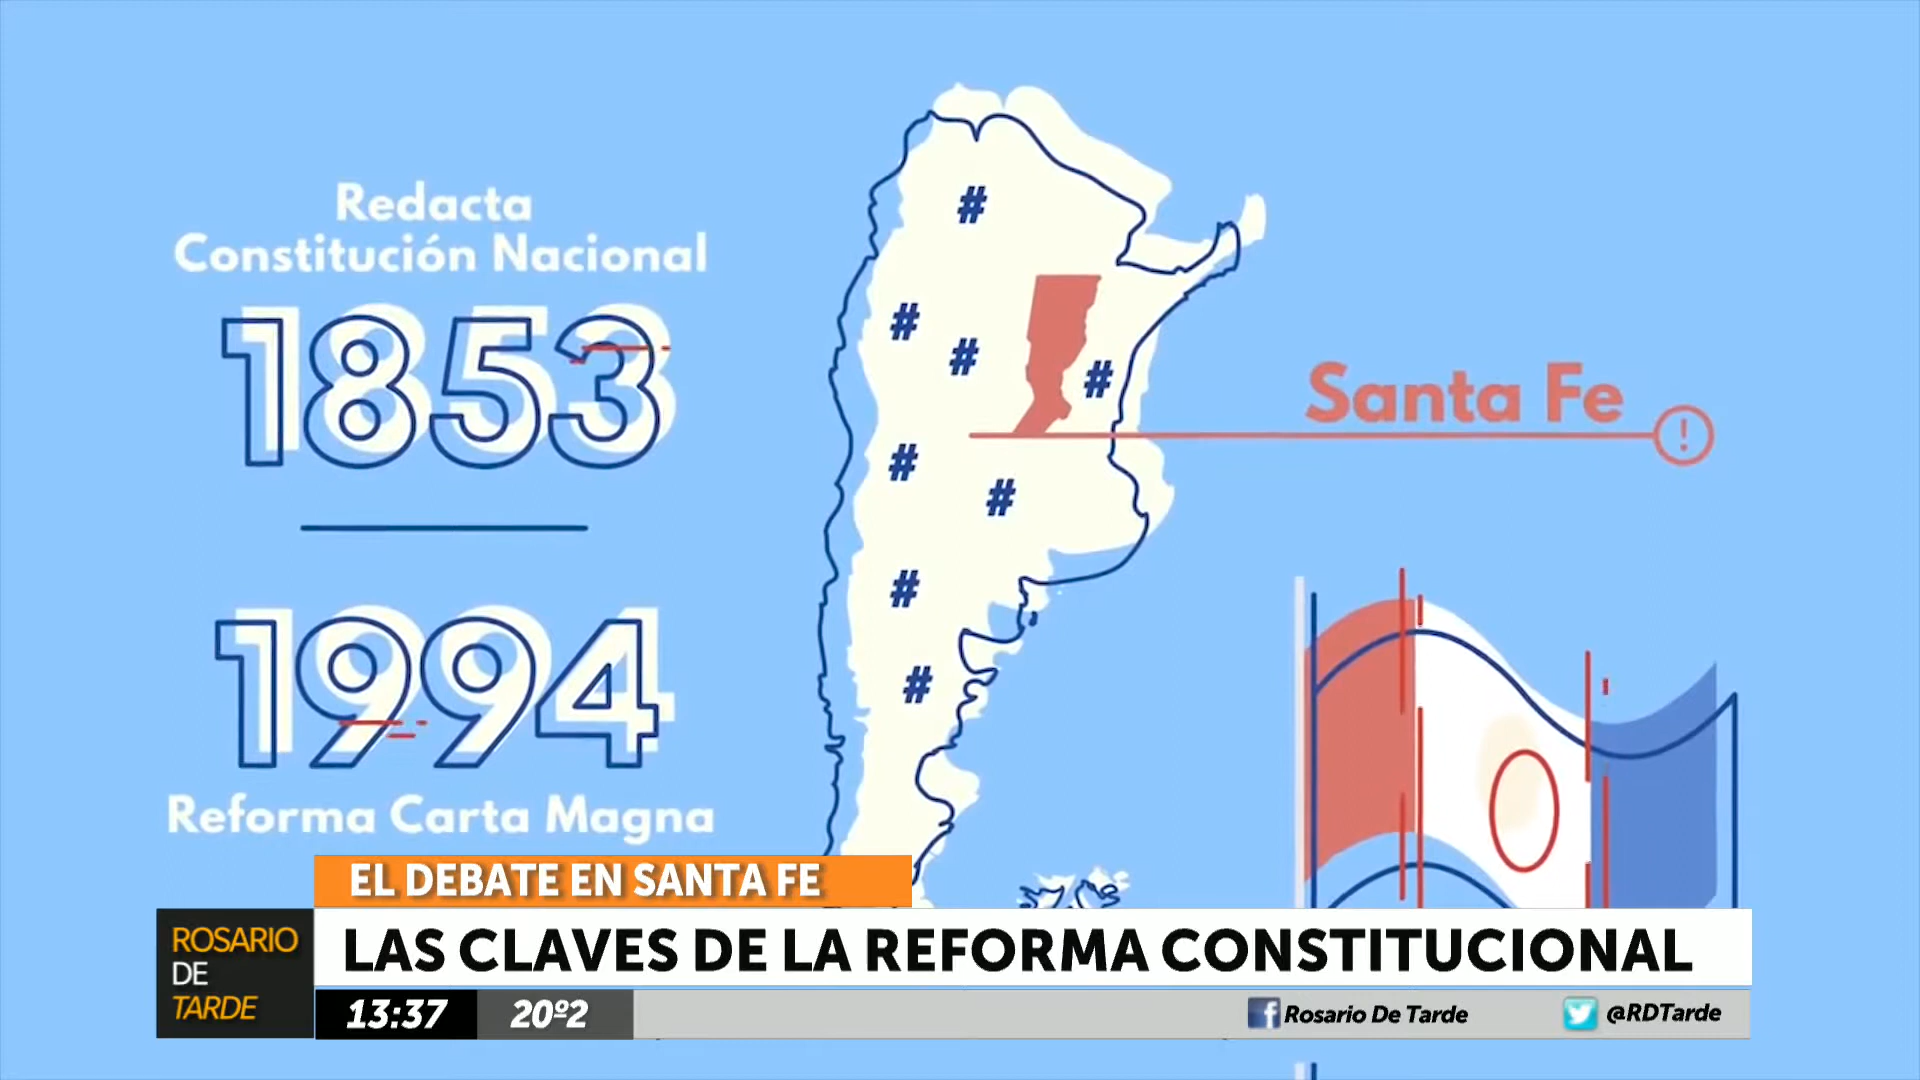 Redacta
Constitución Nacional
1853
1994
Reforma Carta Magna
#
#
#
#
#
#
#
#
Santa Fe
!
EL DEBATE EN SANTA FE
LAS CLAVES DE LA REFORMA CONSTITUCIONAL
ROSARIO
DE
TARDE
13:37
20º2
f Rosario De Tarde
@RDTarde